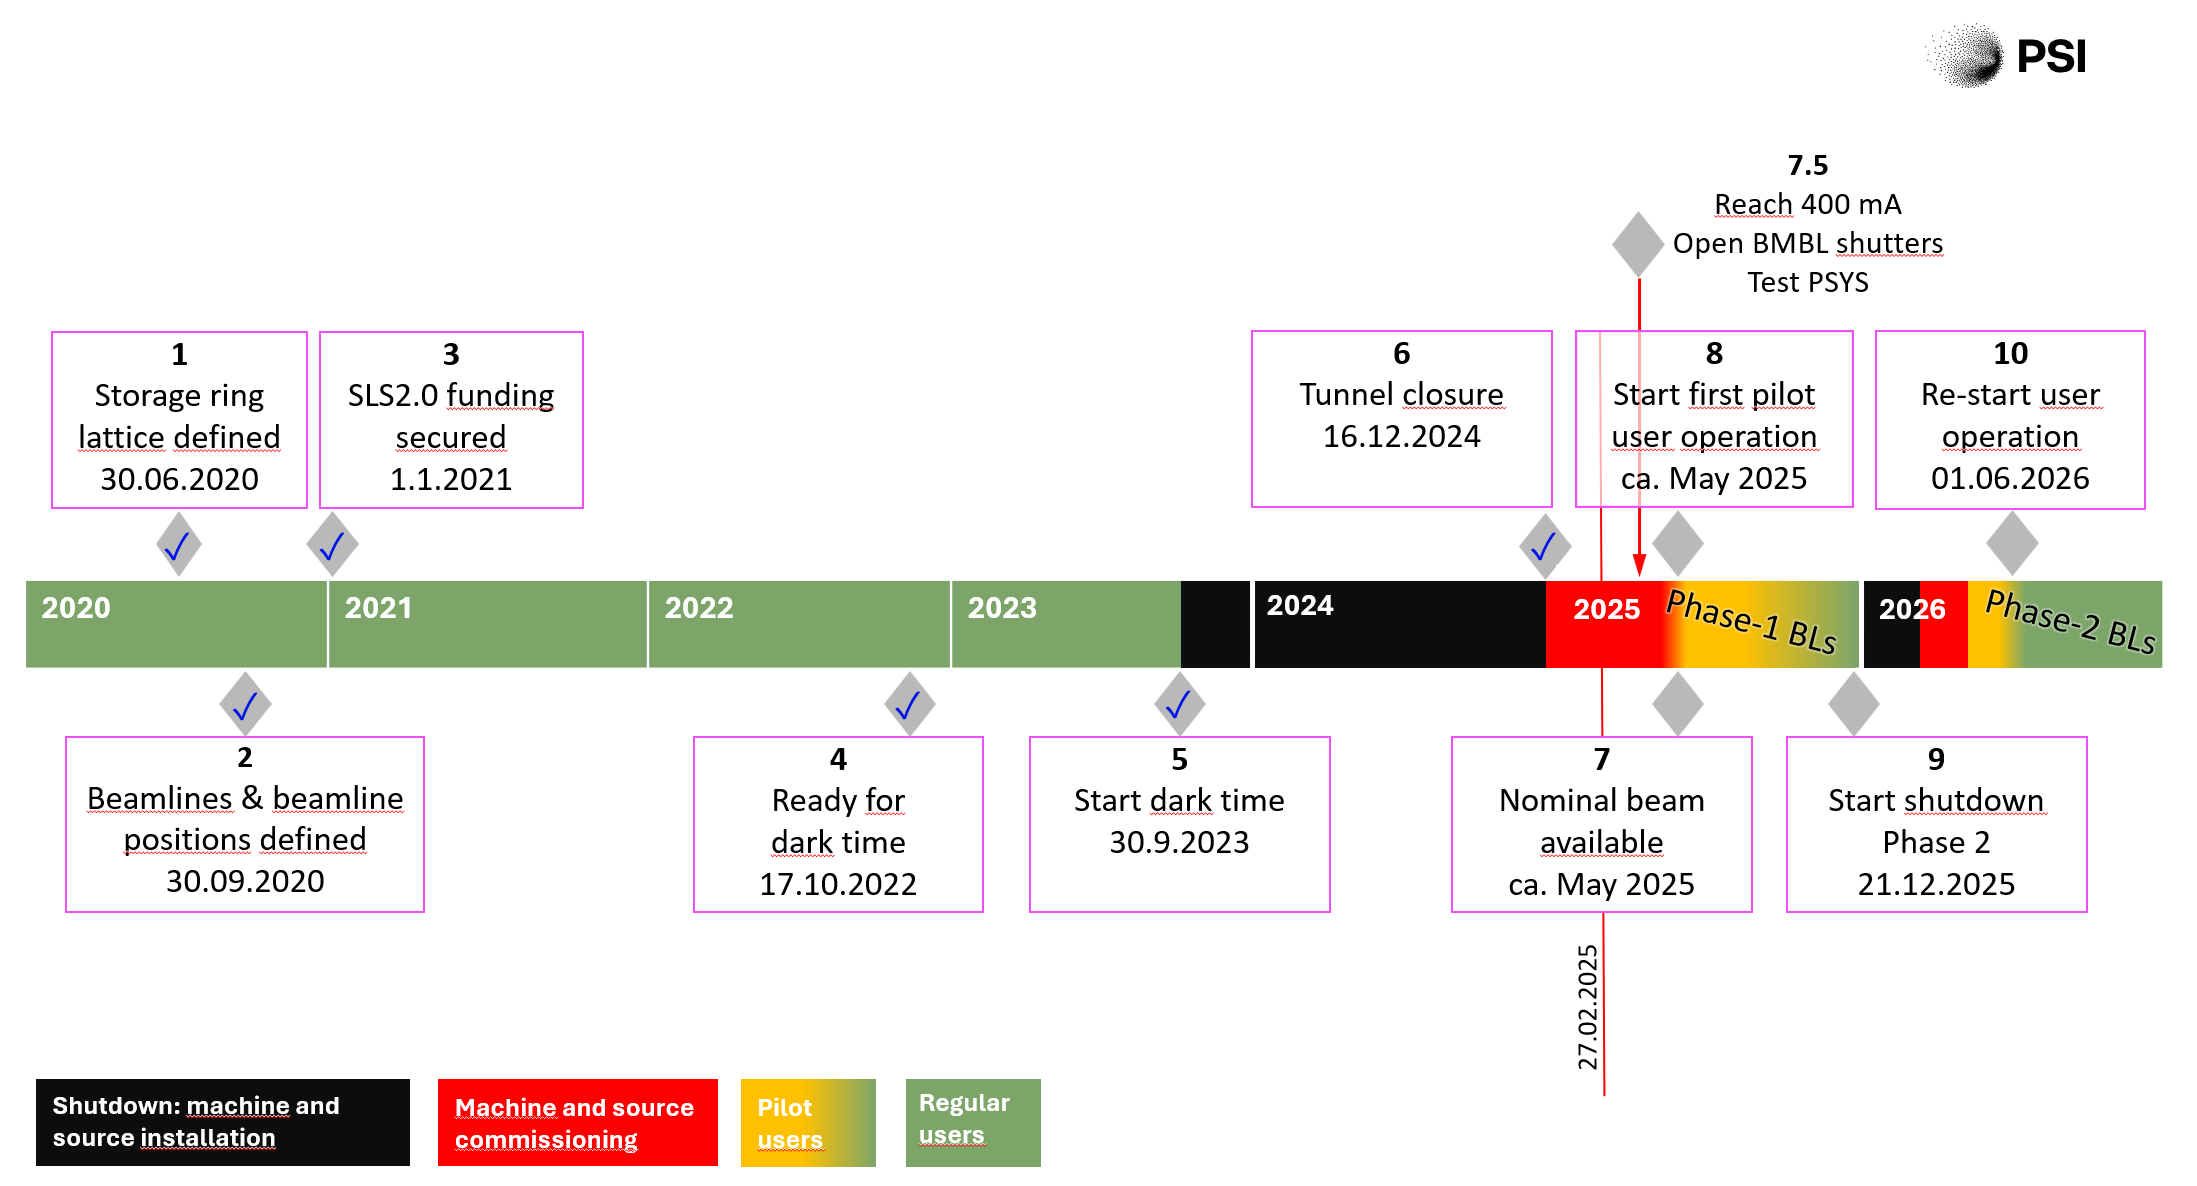 PSI
7.5
Reach 400 mA
Open BMBL shutters
Test PSYS
1
Storage ring
lattice defined
30.06.2020
3
SLS2.0 funding
secured
1.1.2021
6
Tunnel closure
16.12.2024
8
Start first pilot
user operation
ca. May 2025
10
Re-start user
operation
01.06.2026
2020
2021
2022
2023
2024
2025
Phase-1 BLs
2026
Phase-2 BLs
2
Beamlines & beamline
positions defined
30.09.2020
4
Ready for
dark time
17.10.2022
5
Start dark time
30.9.2023
7
Nominal beam
available
ca. May 2025
9
Start shutdown
Phase 2
21.12.2025
27.02.2025
Shutdown: machine and
source installation
Machine and source
commissioning
Pilot
users
Regular
users